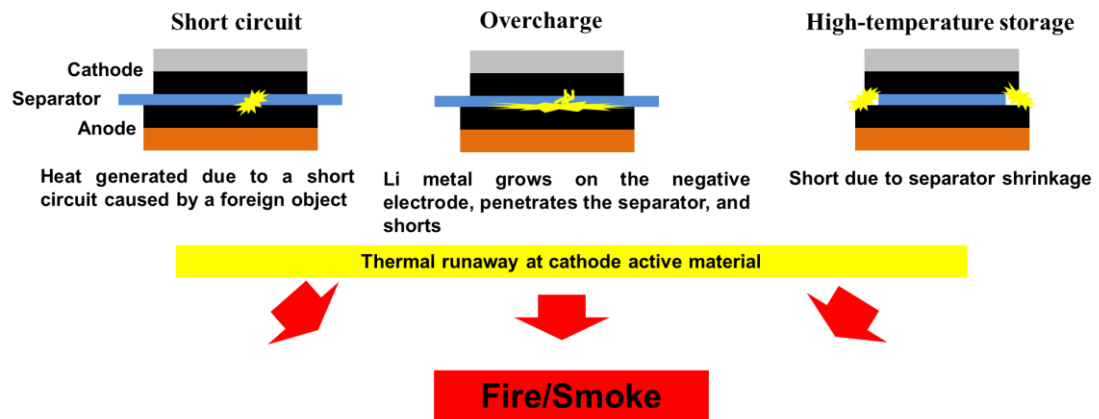 Short circuit
Overcharge
High-temperature storage
Cathode
Separator
Anode
Heat generated due to a short
circuit caused by a foreign object
Li metal grows on the negative
electrode, penetrates the separator, and
shorts
Short due to separator shrinkage
Thermal runaway at cathode active material
Fire/Smoke